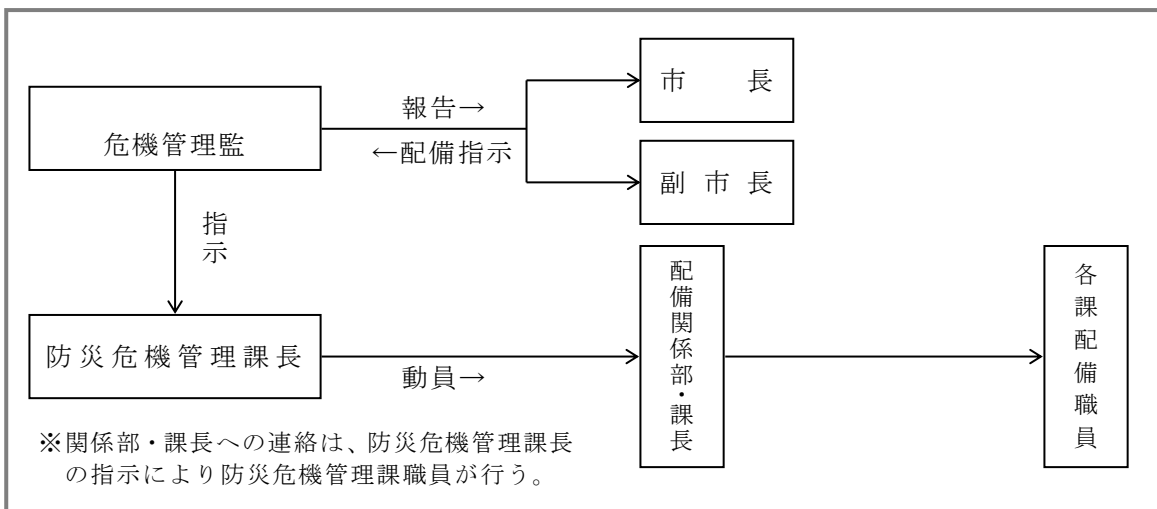 市長
報告→
危機管理監
←配備指示
副市長
指示
配備関係部・課長
各課配備職員
防災危機管理課長
動員→
※関係部・課長への連絡は、防災危機管理課長
の指示により防災危機管理課職員が行う。